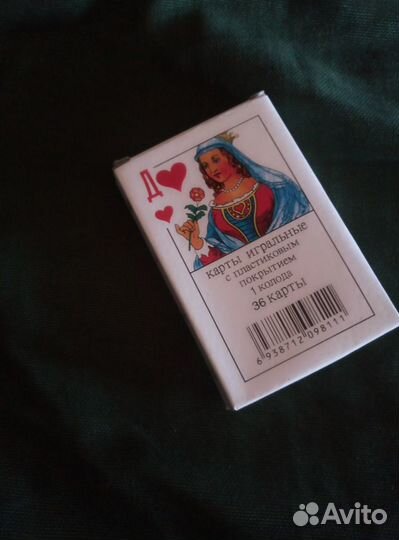 Д
карты игральные
с пластиковым
покрытием
1 колода
36 карты
6 938712 098111
Avito